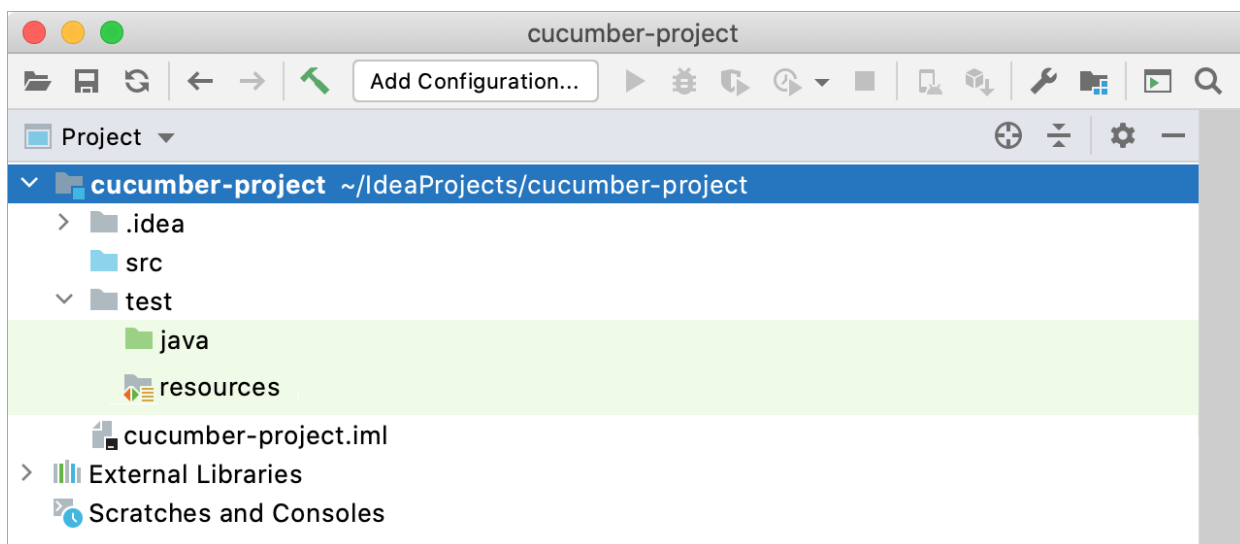 cucumber-project
Add Configuration...
Project
cucumber-project ~/IdeaProjects/cucumber-project
.idea
src
test
java
resources
cucumber-project.iml
External Libraries
Scratches and Consoles